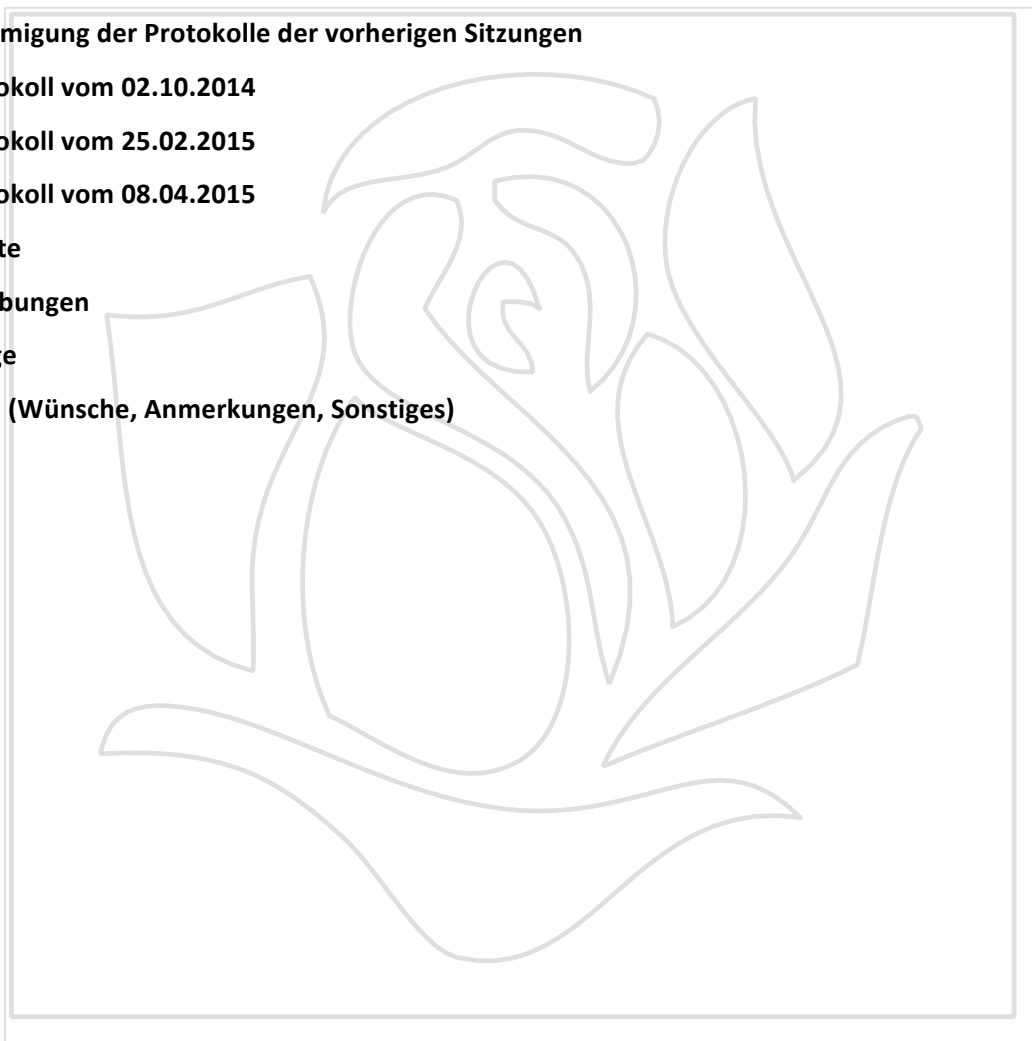 migung der Protokolle der vorherigen Sitzungen
okoll vom 02.10.2014
okoll vom 25.02.2015
okoll vom 08.04.2015
te
bungen
ge
(Wünsche, Anmerkungen, Sonstiges)